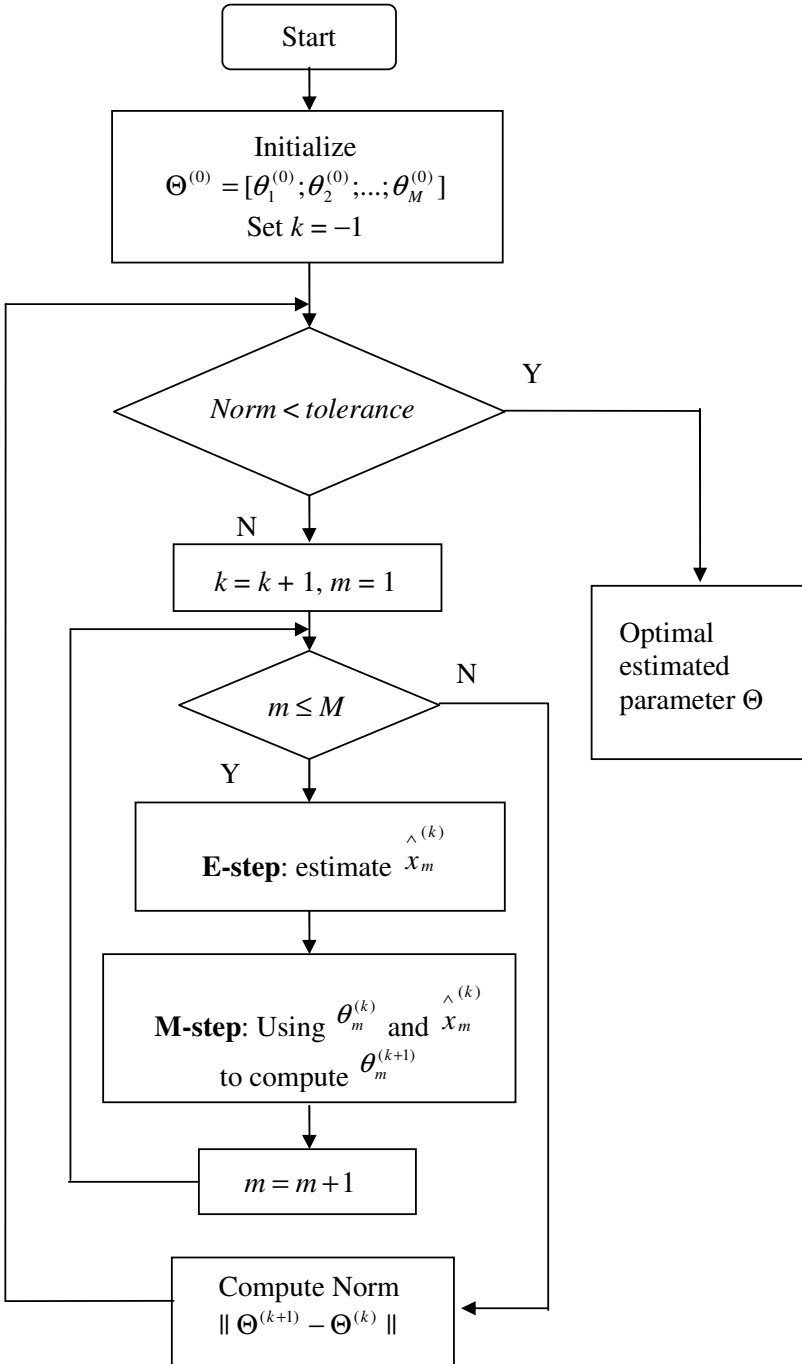 Start
Initialize
Θ^(0) = [θ_1^(0); θ_2^(0); ...; θ_M^(0)]
Set k = −1
Y
Norm < tolerance
N
k = k + 1, m = 1
Optimal
estimated
parameter Θ
N
m ≤ M
Y
E-step: estimate x̂_m^(k)
M-step: Using θ_m^(k) and x̂_m^(k)
to compute θ_m^(k+1)
m = m + 1
Compute Norm
|| Θ^(k+1) − Θ^(k) ||